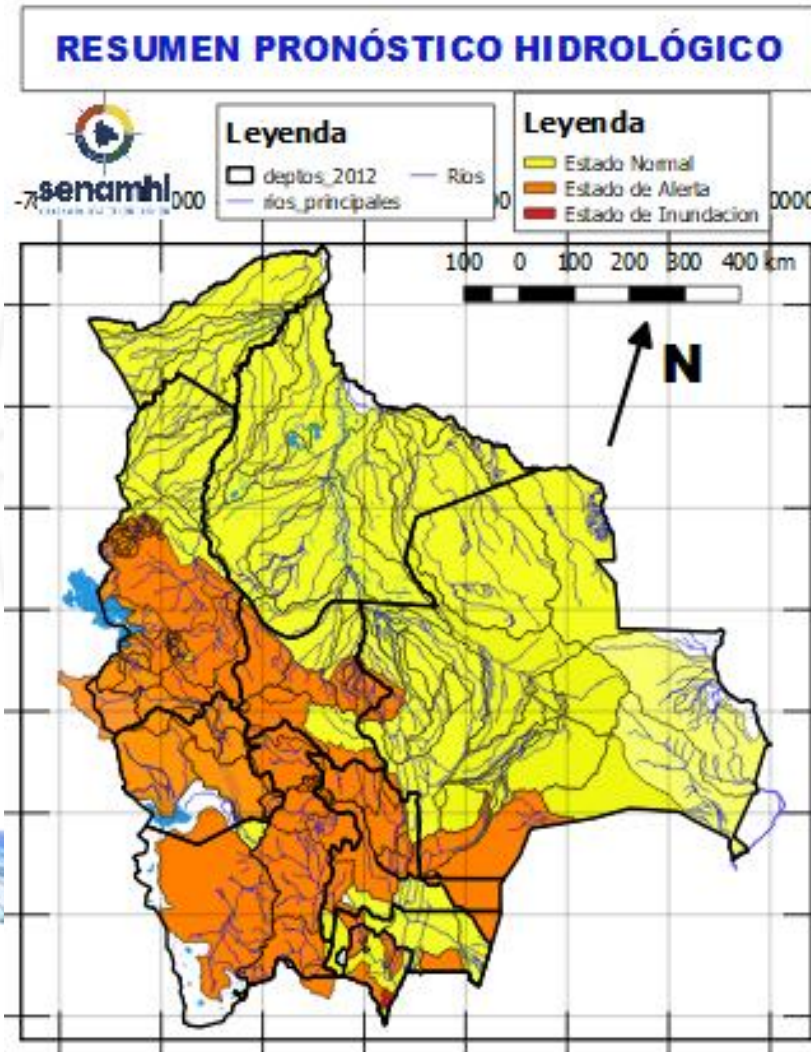 RESUMEN PRONÓSTICO HIDROLÓGICO
senamhi
Leyenda
deptos_2012
Rios
rios_principales
Leyenda
Estado Normal
Estado de Alerta
Estado de Inundacion
100 0 100 200 300 400 km
N